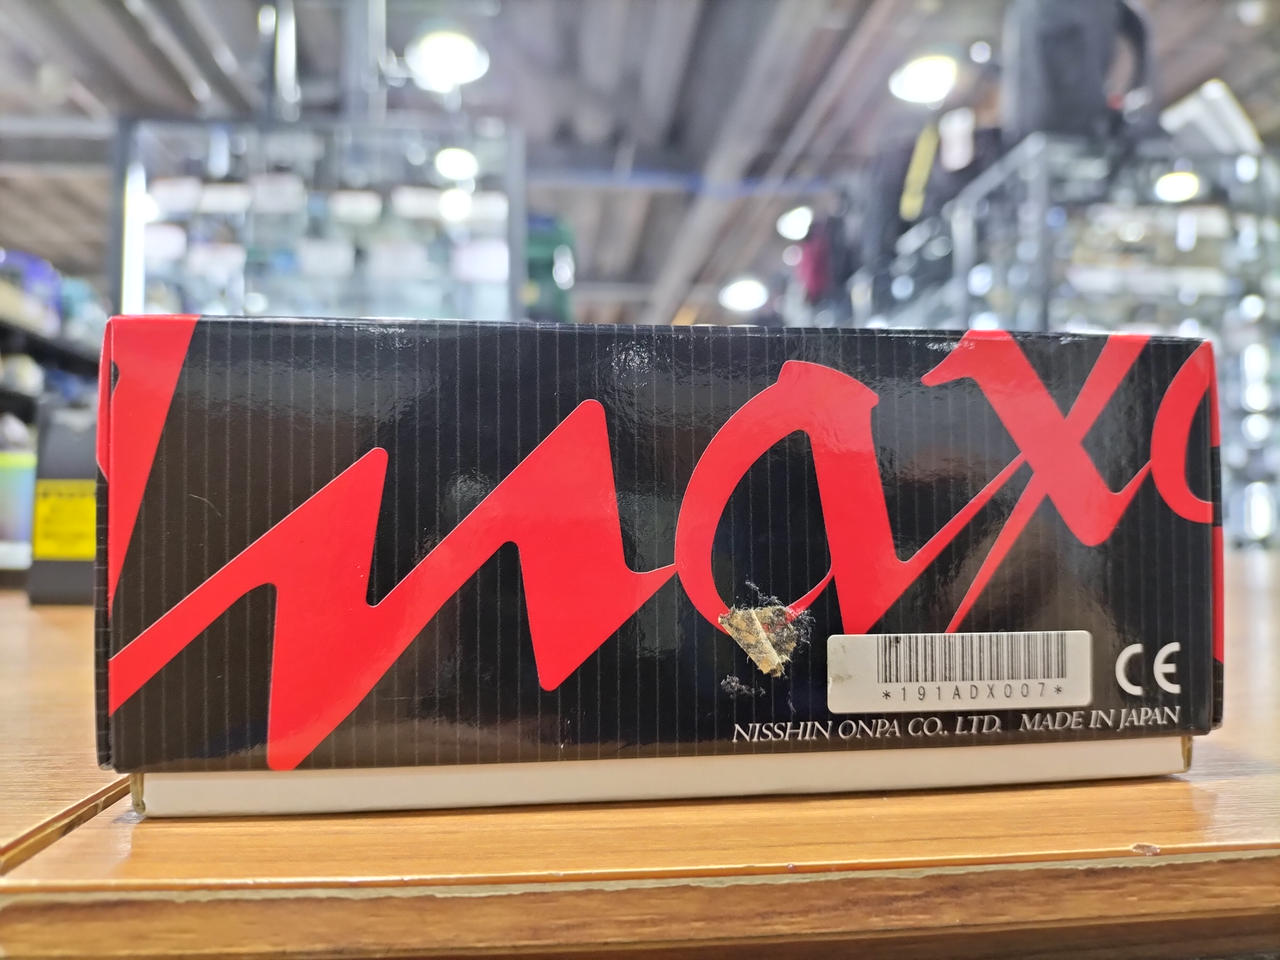 maxo
*191ADX007*
CE
NISSHIN ONPA CO., LTD. MADE IN JAPAN